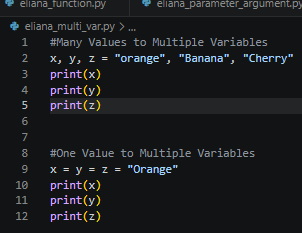 eliana_function.py eliana_parameter_argument.py
eliana_multi_var.py > ...
1 #Many Values to Multiple Variables
2 x, y, z = "orange", "Banana", "Cherry"
3 print(x)
4 print(y)
5 print(z)
6
7
8 #One Value to Multiple Variables
9 x = y = z = "Orange"
10 print(x)
11 print(y)
12 print(z)